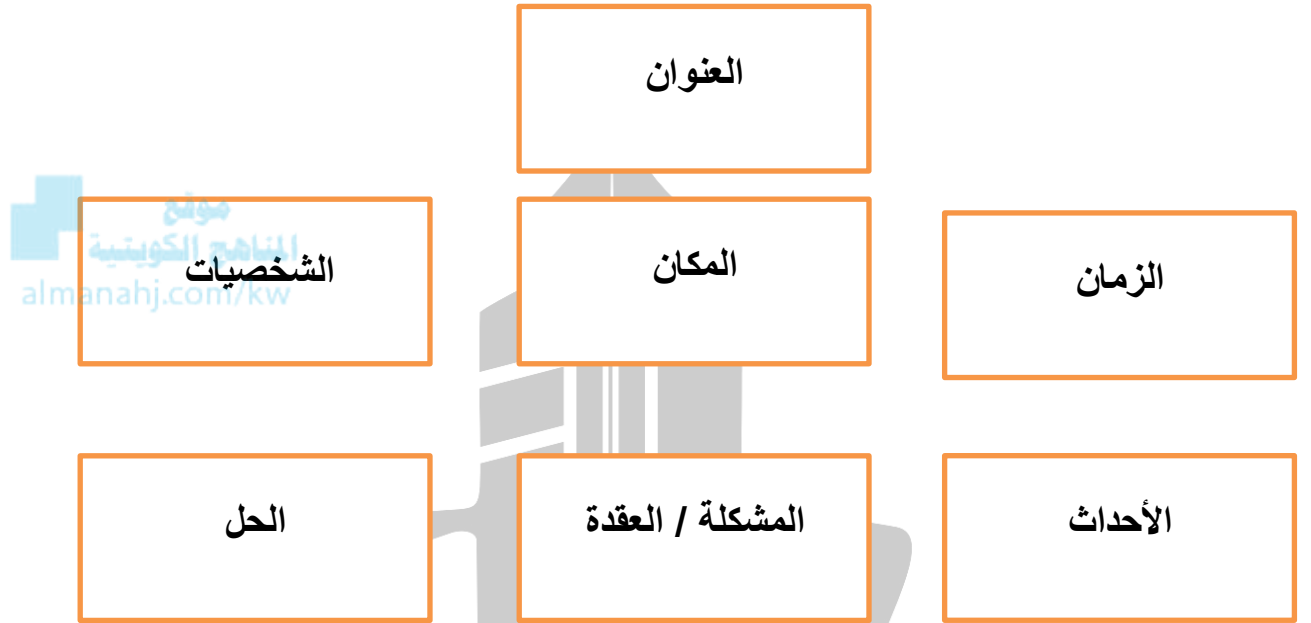 العنوان
موقع
المناهج الكويتية
almanahj.com/kw
الزمان
المكان
الشخصيات
الأحداث
المشكلة / العقدة
الحل